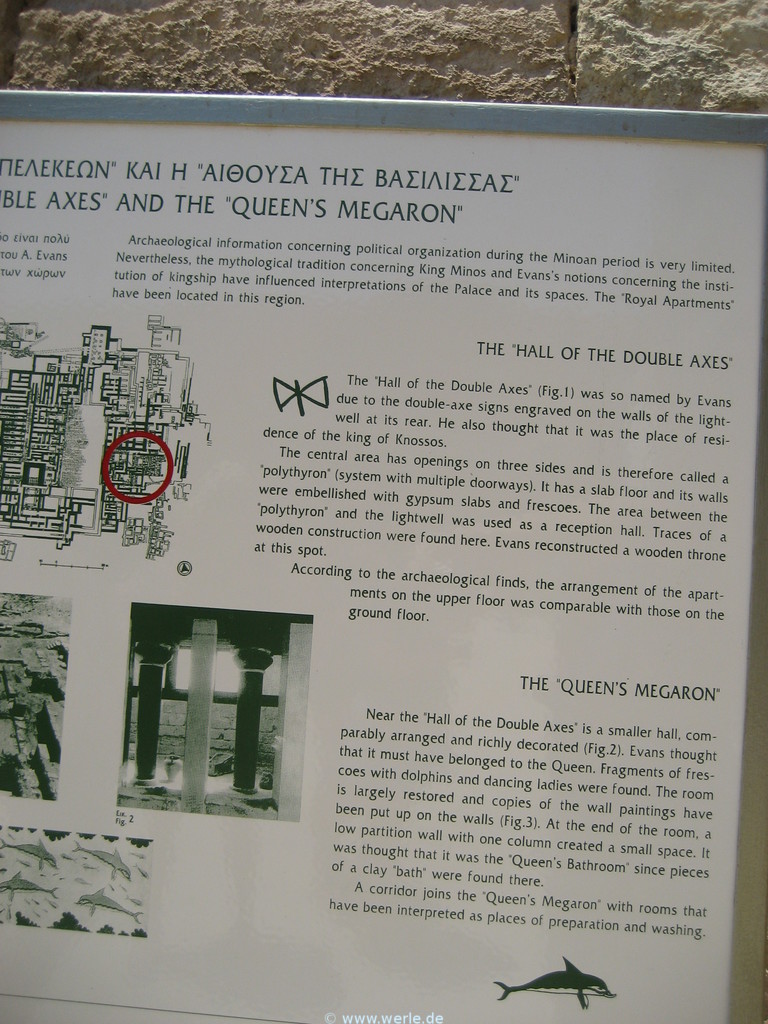 ΠΕΛΕΚΕΩΝ" ΚΑΙ Η "ΑΙΘΟΥΣΑ ΤΗΣ ΒΑΣΙΛΙΣΣΑΣ"
BLE AXES" AND THE "QUEEN'S MEGARON"
είναι πολύ
του A. Evans
των χώρων
Archaeological information concerning political organization during the Minoan period is very limited.
Nevertheless, the mythological tradition concerning King Minos and Evans's notions concerning the insti-
tution of kingship have influenced interpretations of the Palace and its spaces. The "Royal Apartments"
have been located in this region.
THE "HALL OF THE DOUBLE AXES"
The "Hall of the Double Axes" (Fig.1) was so named by Evans
due to the double-axe signs engraved on the walls of the light-
well at its rear. He also thought that it was the place of resi-
dence of the king of Knossos.
The central area has openings on three sides and is therefore called a
"polythyron" (system with multiple doorways). It has a slab floor and its walls
were embellished with gypsum slabs and frescoes. The area between the
"polythyron" and the lightwell was used as a reception hall. Traces of a
wooden construction were found here. Evans reconstructed a wooden throne
at this spot.
According to the archaeological finds, the arrangement of the apart-
ments on the upper floor was comparable with those on the
ground floor.
THE "QUEEN'S MEGARON"
Near the "Hall of the Double Axes" is a smaller hall, com-
parably arranged and richly decorated (Fig.2). Evans thought
that it must have belonged to the Queen. Fragments of fres-
coes with dolphins and dancing ladies were found. The room
is largely restored and copies of the wall paintings have
been put up on the walls (Fig.3). At the end of the room, a
low partition wall with one column created a small space. It
was thought that it was the "Queen's Bathroom" since pieces
of a clay "bath" were found there.
A corridor joins the "Queen's Megaron" with rooms that
have been interpreted as places of preparation and washing.
Εικ.
Fig. 2
© www.werle.de